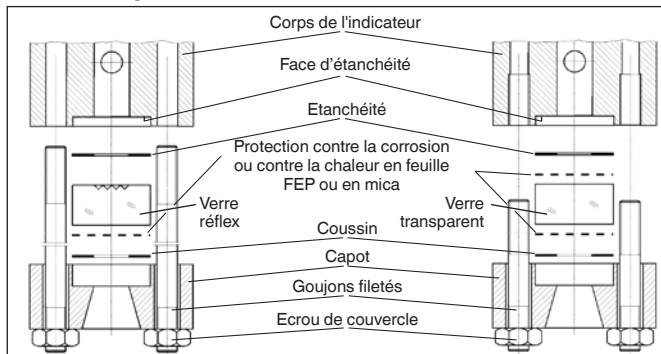 Corps de l'indicateur
Face d'étanchéité
Etanchéité
Protection contre la corrosion
ou contre la chaleur en feuille
FEP ou en mica
Verre
réflex
Verre
transparent
Coussin
Capot
Goujons filetés
Ecrou de couvercle